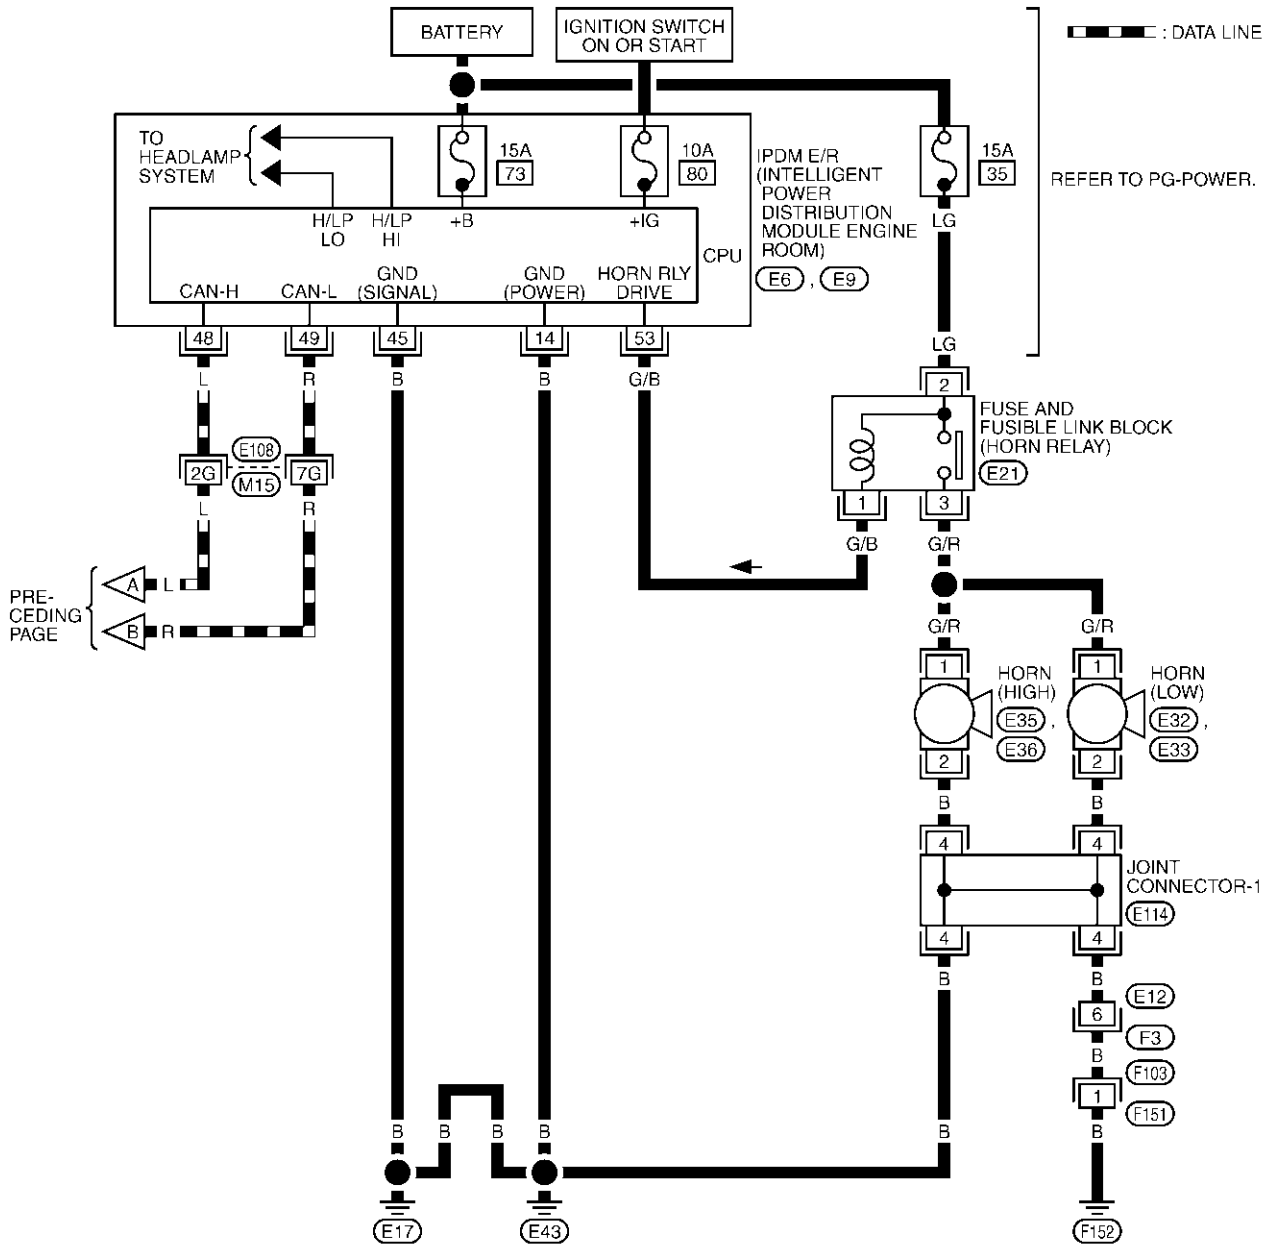 BATTERY
IGNITION SWITCH
ON OR START
: DATA LINE
TO
HEADLAMP
SYSTEM
15A
73
10A
80
15A
35
IPDM E/R
(INTELLIGENT
POWER
DISTRIBUTION
MODULE ENGINE
ROOM)
E6 , E9
REFER TO PG-POWER.
H/LP
LO
H/LP
HI
+B
+IG
LG
CPU
CAN-H
CAN-L
GND
(SIGNAL)
GND
(POWER)
HORN RLY
DRIVE
48
49
45
14
53
LG
L
R
B
B
G/B
2
FUSE AND
FUSIBLE LINK BLOCK
(HORN RELAY)
E21
E108
2G
7G
M15
1
3
L
R
G/B
G/R
PRE-
CEDING
PAGE
A
L
B
R
G/R
G/R
1
1
HORN
(HIGH)
E35 ,
E36
HORN
(LOW)
E32 ,
E33
2
2
B
B
4
4
JOINT
CONNECTOR-1
E114
4
4
B
B
E12
6
F3
B
F103
1
F151
B
B
B
B
B
B
E17
E43
F152